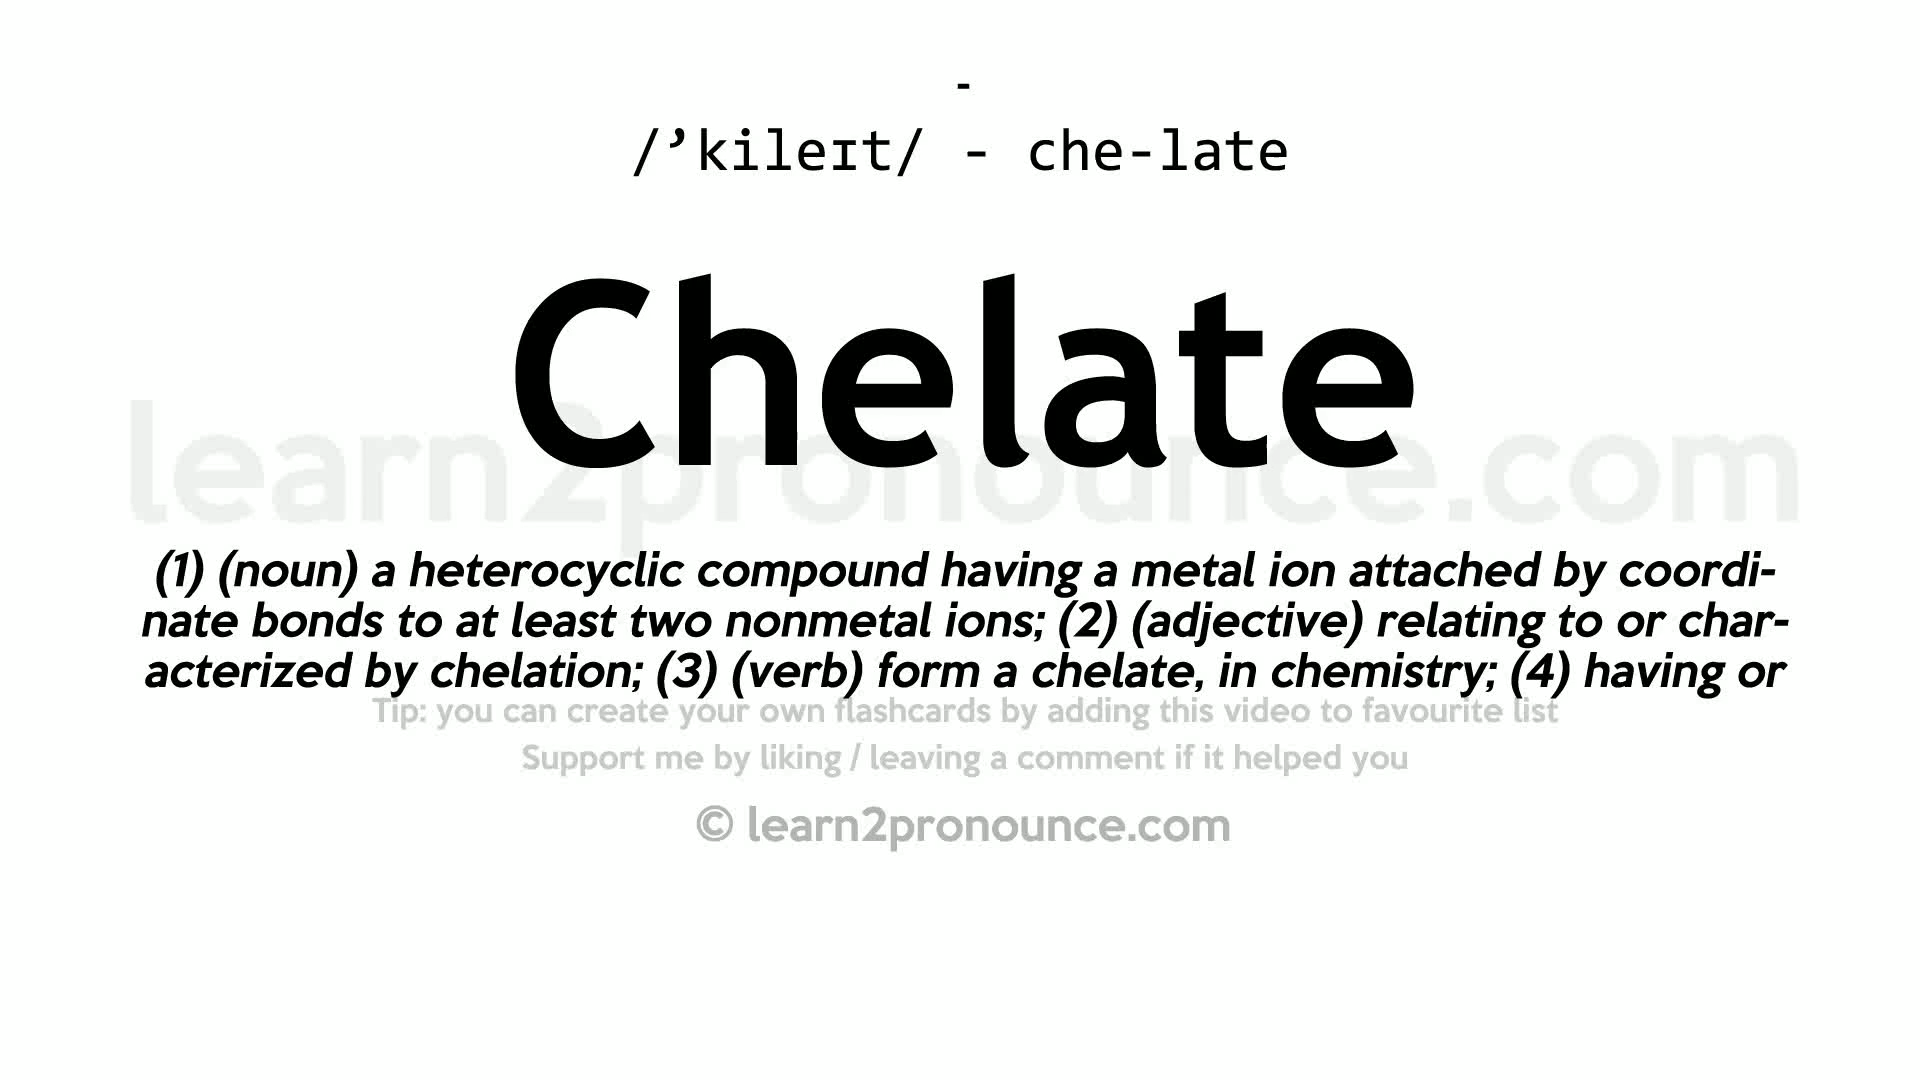 -
/’kileɪt/ - che-late
Chelate
learn2pronounce.com
(1) (noun) a heterocyclic compound having a metal ion attached by coordi-
nate bonds to at least two nonmetal ions; (2) (adjective) relating to or char-
acterized by chelation; (3) (verb) form a chelate, in chemistry; (4) having or
Tip: you can create your own flashcards by adding this video to favourite list
Support me by liking / leaving a comment if it helped you
© learn2pronounce.com